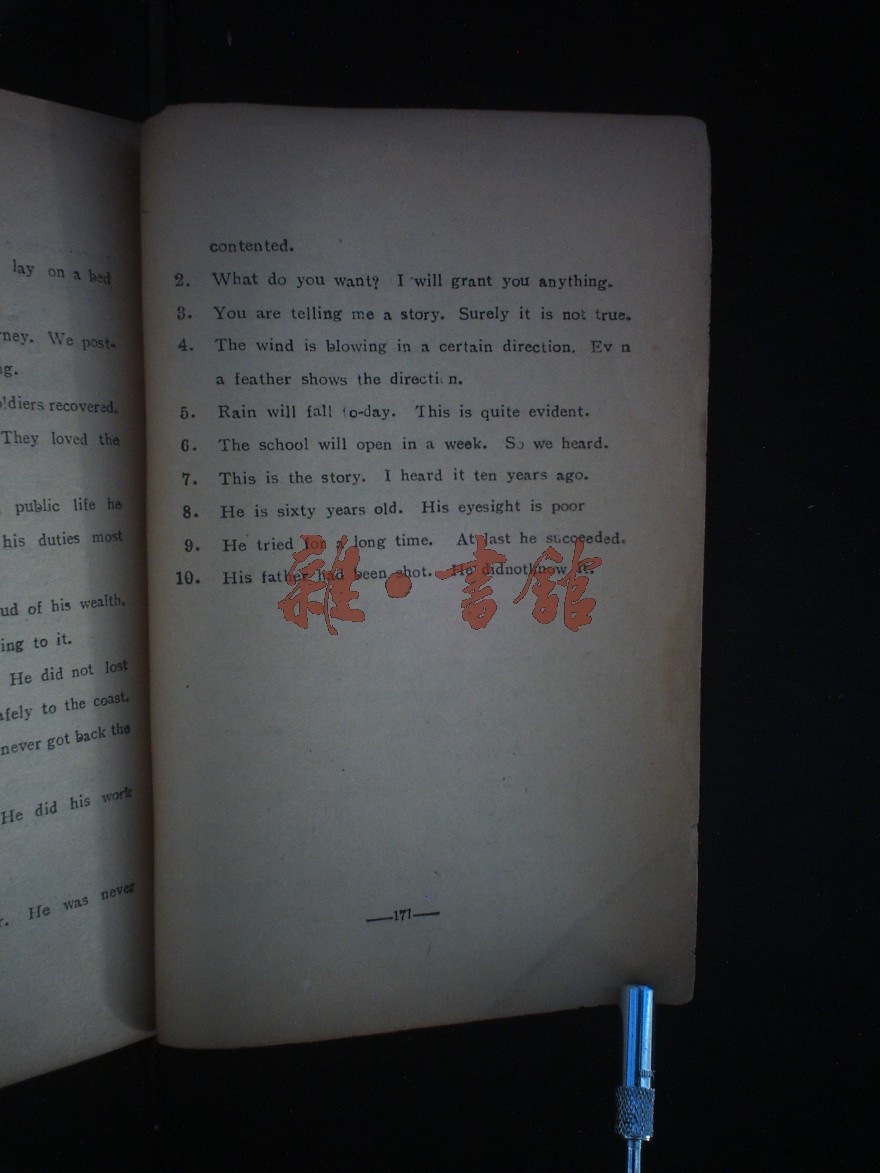 lay on a bed
ney. We post-
g.
ldiers recovered.
They loved the
public life he
his duties most
ud of his wealth.
ing to it.
He did not lost
afely to the coast.
never got back the
He did his work
r. He was never
contented.
2. What do you want? I will grant you anything.
3. You are telling me a story. Surely it is not true.
4. The wind is blowing in a certain direction. Ev n
a feather shows the directi n.
5. Rain will fall to-day. This is quite evident.
6. The school will open in a week. So we heard.
7. This is the story. I heard it ten years ago.
8. He is sixty years old. His eyesight is poor
9. He tried for a long time. At last he succeeded.
10. His father had been shot. He didnotknow it.
雜·書館
—171—